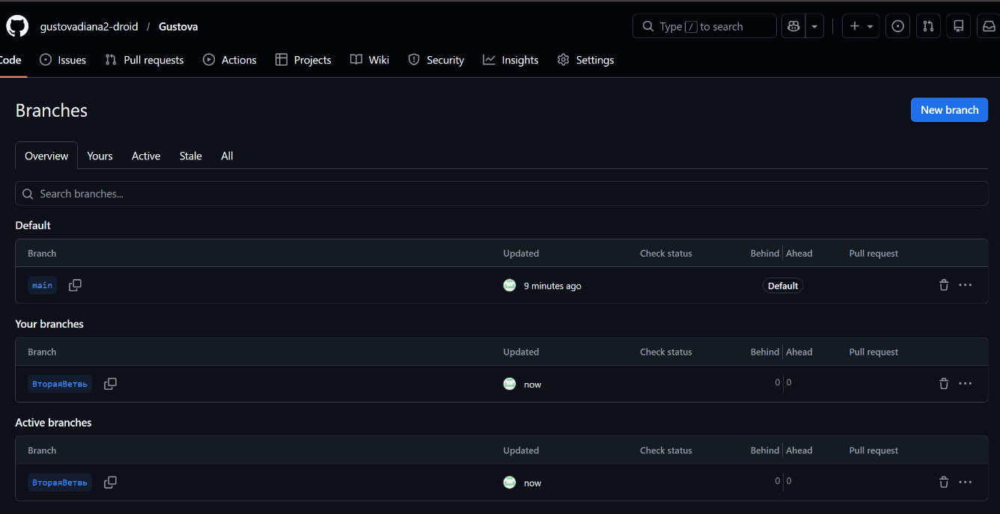 gustovadiana2-droid / Gustova
Type / to search
Code Issues Pull requests Actions Projects Wiki Security Insights Settings
Branches
New branch
Overview Yours Active Stale All
Search branches...
Default
Branch Updated Check status Behind Ahead Pull request
main 9 minutes ago Default
Your branches
Branch Updated Check status Behind Ahead Pull request
ВтораяВетвь now 0 0
Active branches
Branch Updated Check status Behind Ahead Pull request
ВтораяВетвь now 0 0